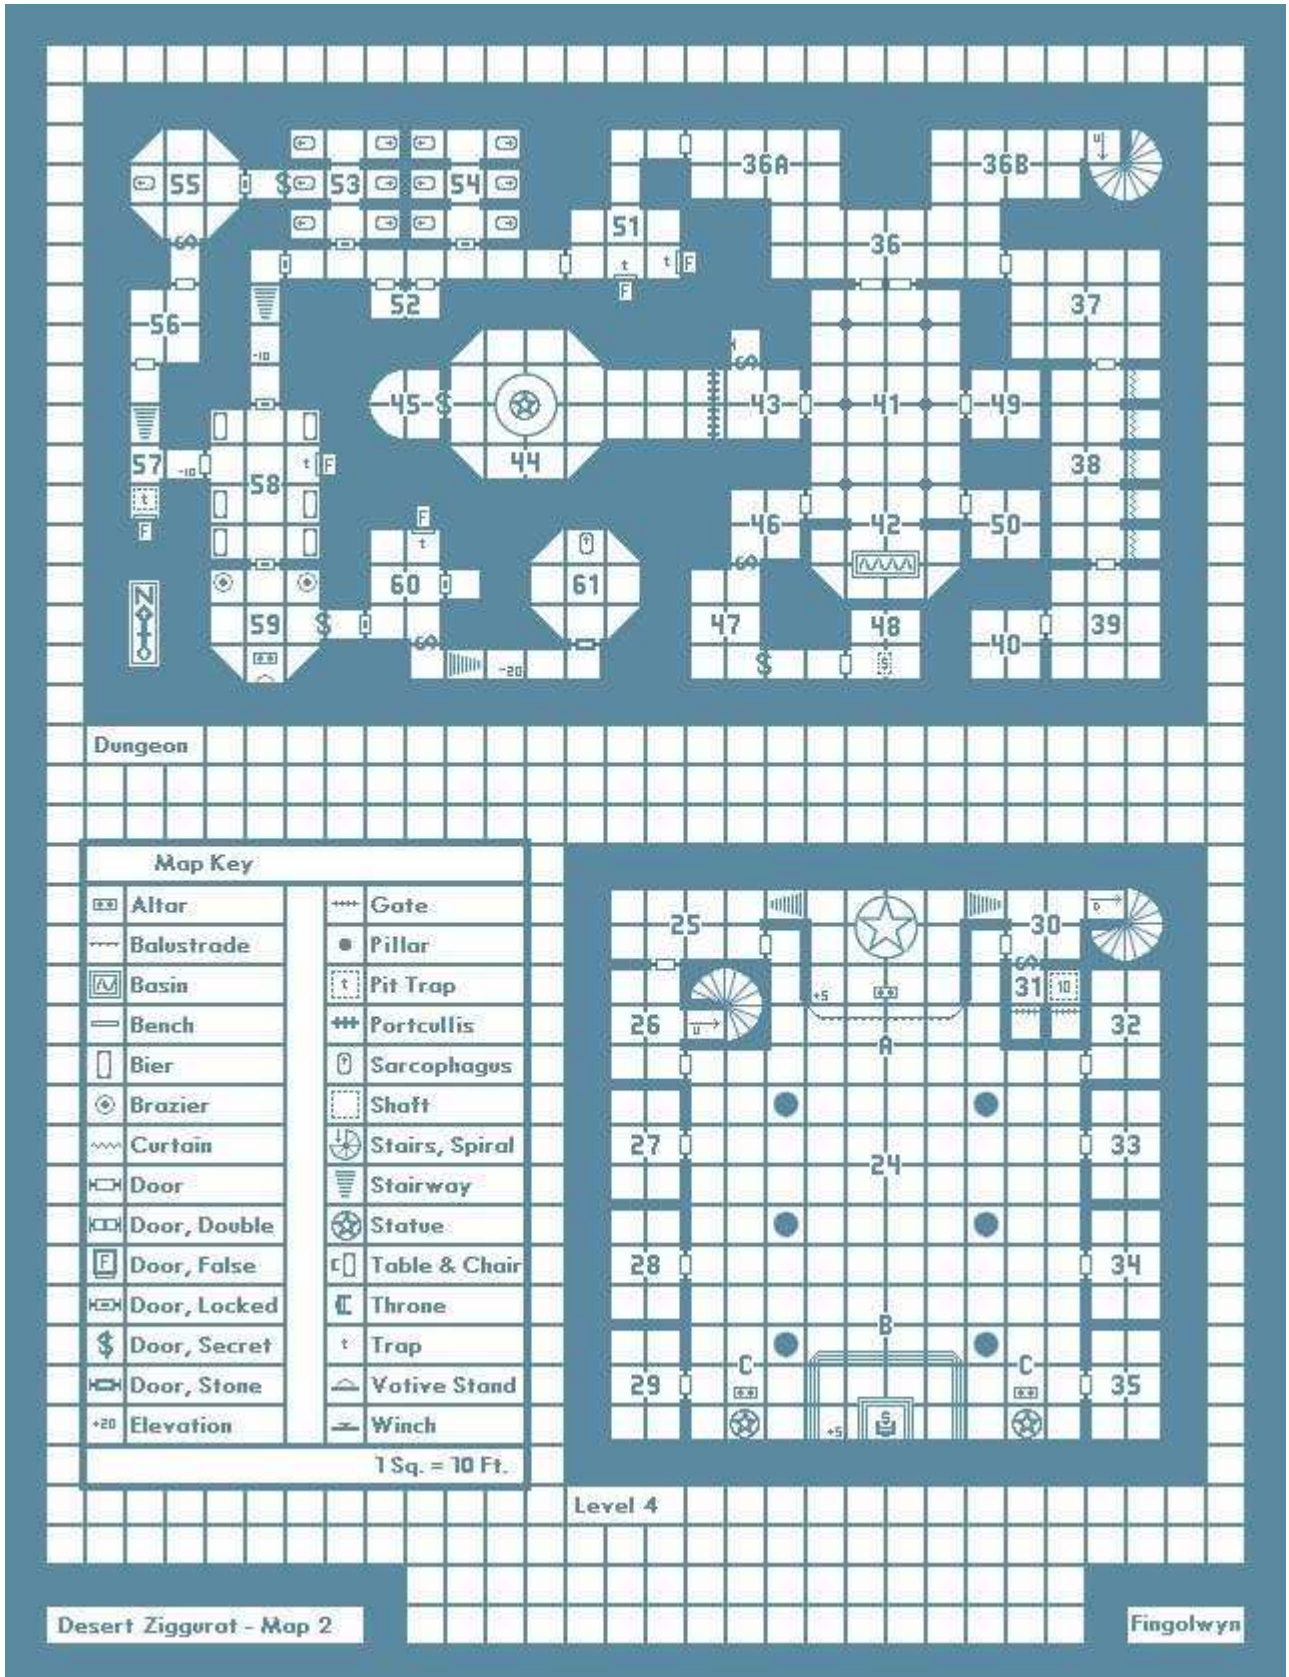 u
55
53
54
36A
36B
51
36
t
t F
F
52
56
37
-10
45 $
43
41
49
44
57
-10
t F
58
38
t
F
F
t
46
42
50
60
61
N
59 $
47
48
40
39
-20
$
S
Dungeon
Map Key
Altar
Balustrade
Basin
Bench
Bier
Brazier
Curtain
Door
Door, Double
F Door, False
Door, Locked
$ Door, Secret
Door, Stone
+20 Elevation
Gate
Pillar
t Pit Trap
Portcullis
Sarcophagus
Shaft
Stairs, Spiral
Stairway
Statue
Table & Chair
Throne
t Trap
Votive Stand
Winch
1 Sq. = 10 Ft.
25
30
D
+5
31 10
26
u
32
A
27
24
33
28
34
B
C
C
29
35
+5
S
Level 4
Desert Ziggurat - Map 2
Fingolwyn